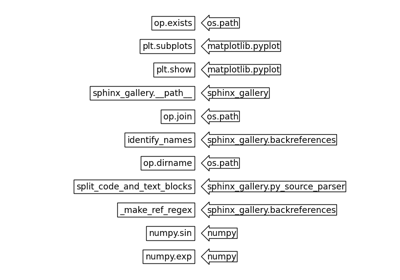 op.exists os.path
plt.subplots matplotlib.pyplot
plt.show matplotlib.pyplot
sphinx_gallery.__path__ sphinx_gallery
op.join os.path
identify_names sphinx_gallery.backreferences
op.dirname os.path
split_code_and_text_blocks sphinx_gallery.py_source_parser
_make_ref_regex sphinx_gallery.backreferences
numpy.sin numpy
numpy.exp numpy